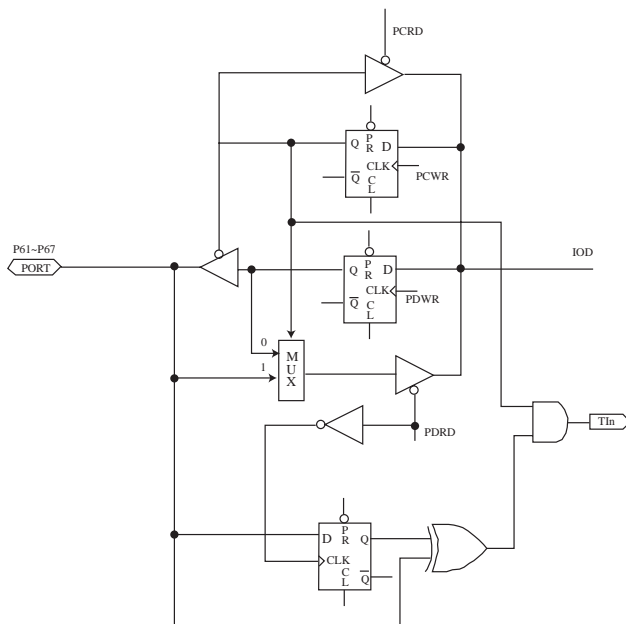 PCRD
Q P R D
CLK
Q C L
PCWR
P61~P67
PORT
IOD
Q P R D
CLK
Q C L
PDWR
0
1
M U X
PDRD
TIn
D P R Q
CLK
C L Q